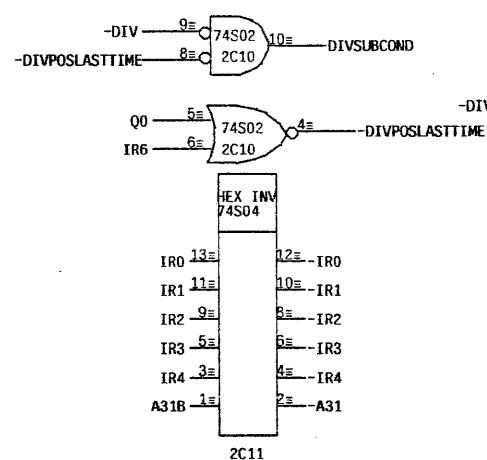 -DIV 9≡ 74S02 10≡ DIVSUBCOND
-DIVPOSLASTTIME 8≡ 2C10
-DIV
Q0 5≡ 74S02 4≡ -DIVPOSLASTTIME
IR6 6≡ 2C10
HEX INV
74S04
IR0 13≡ 12≡ -IR0
IR1 11≡ 10≡ -IR1
IR2 9≡ 8≡ -IR2
IR3 5≡ 6≡ -IR3
IR4 3≡ 4≡ -IR4
A31B 1≡ 2≡ -A31
2C11